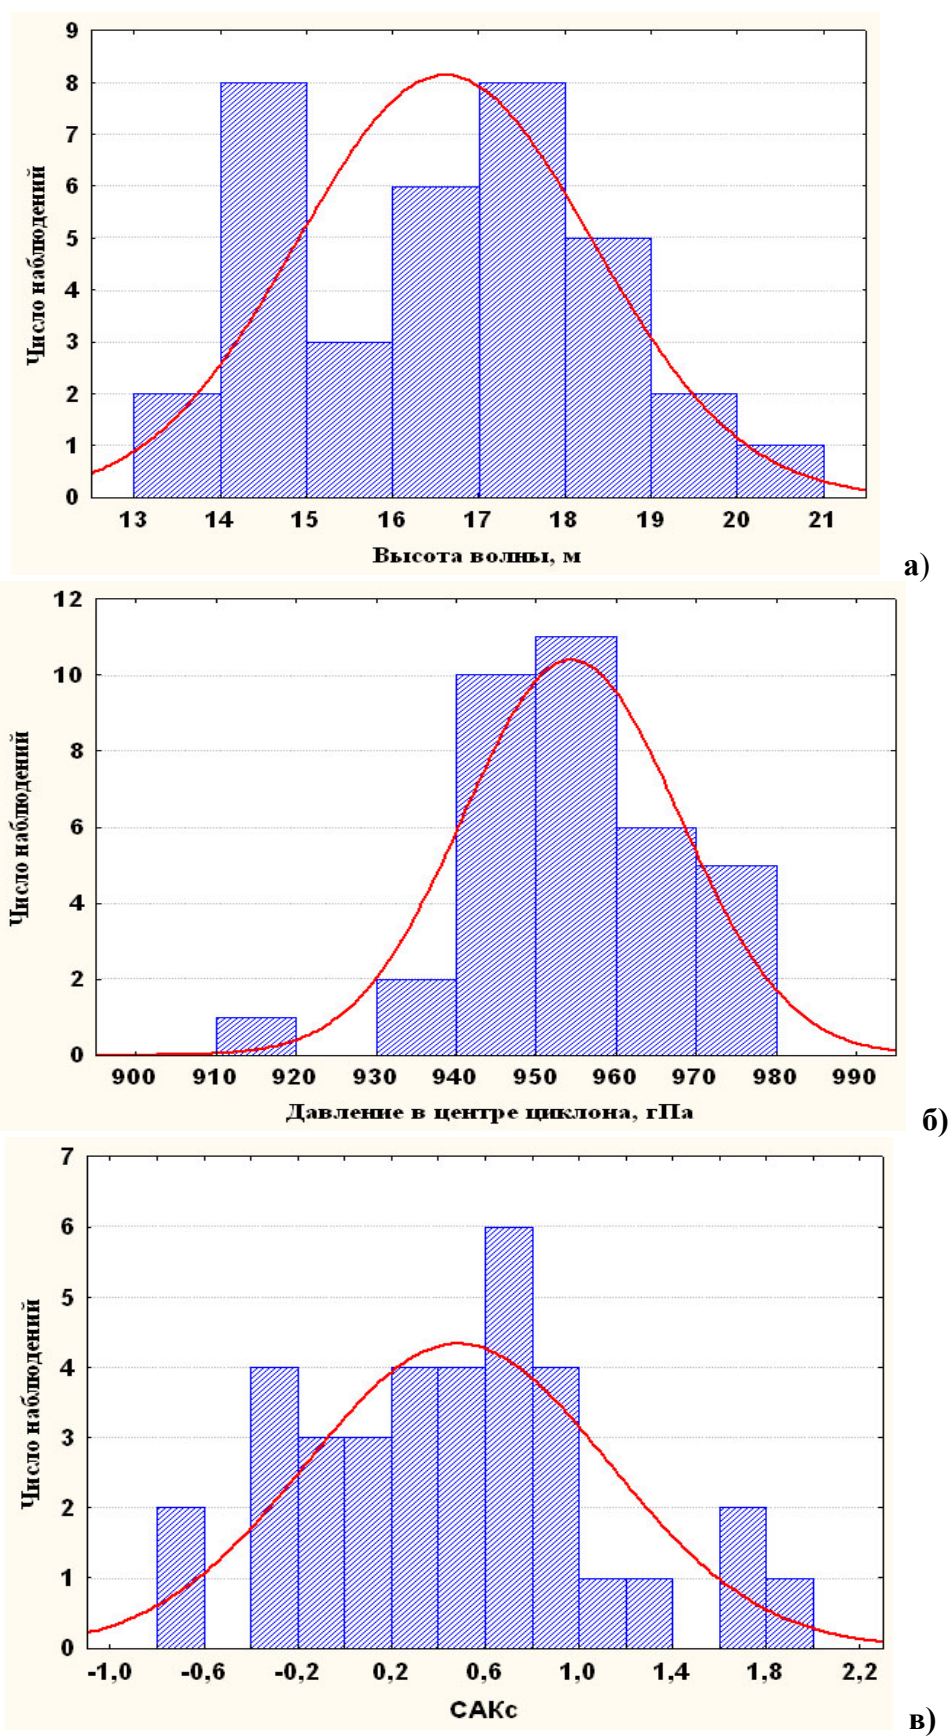 9
8
7
6
5
4
3
2
1
0
Число наблюдений
13 14 15 16 17 18 19 20 21
Высота волны, м
а)
12
10
8
6
4
2
0
Число наблюдений
900 910 920 930 940 950 960 970 980 990
Давление в центре циклона, гПа
б)
7
6
5
4
3
2
1
0
Число наблюдений
-1,0 -0,6 -0,2 0,2 0,6 1,0 1,4 1,8 2,2
САКс
в)